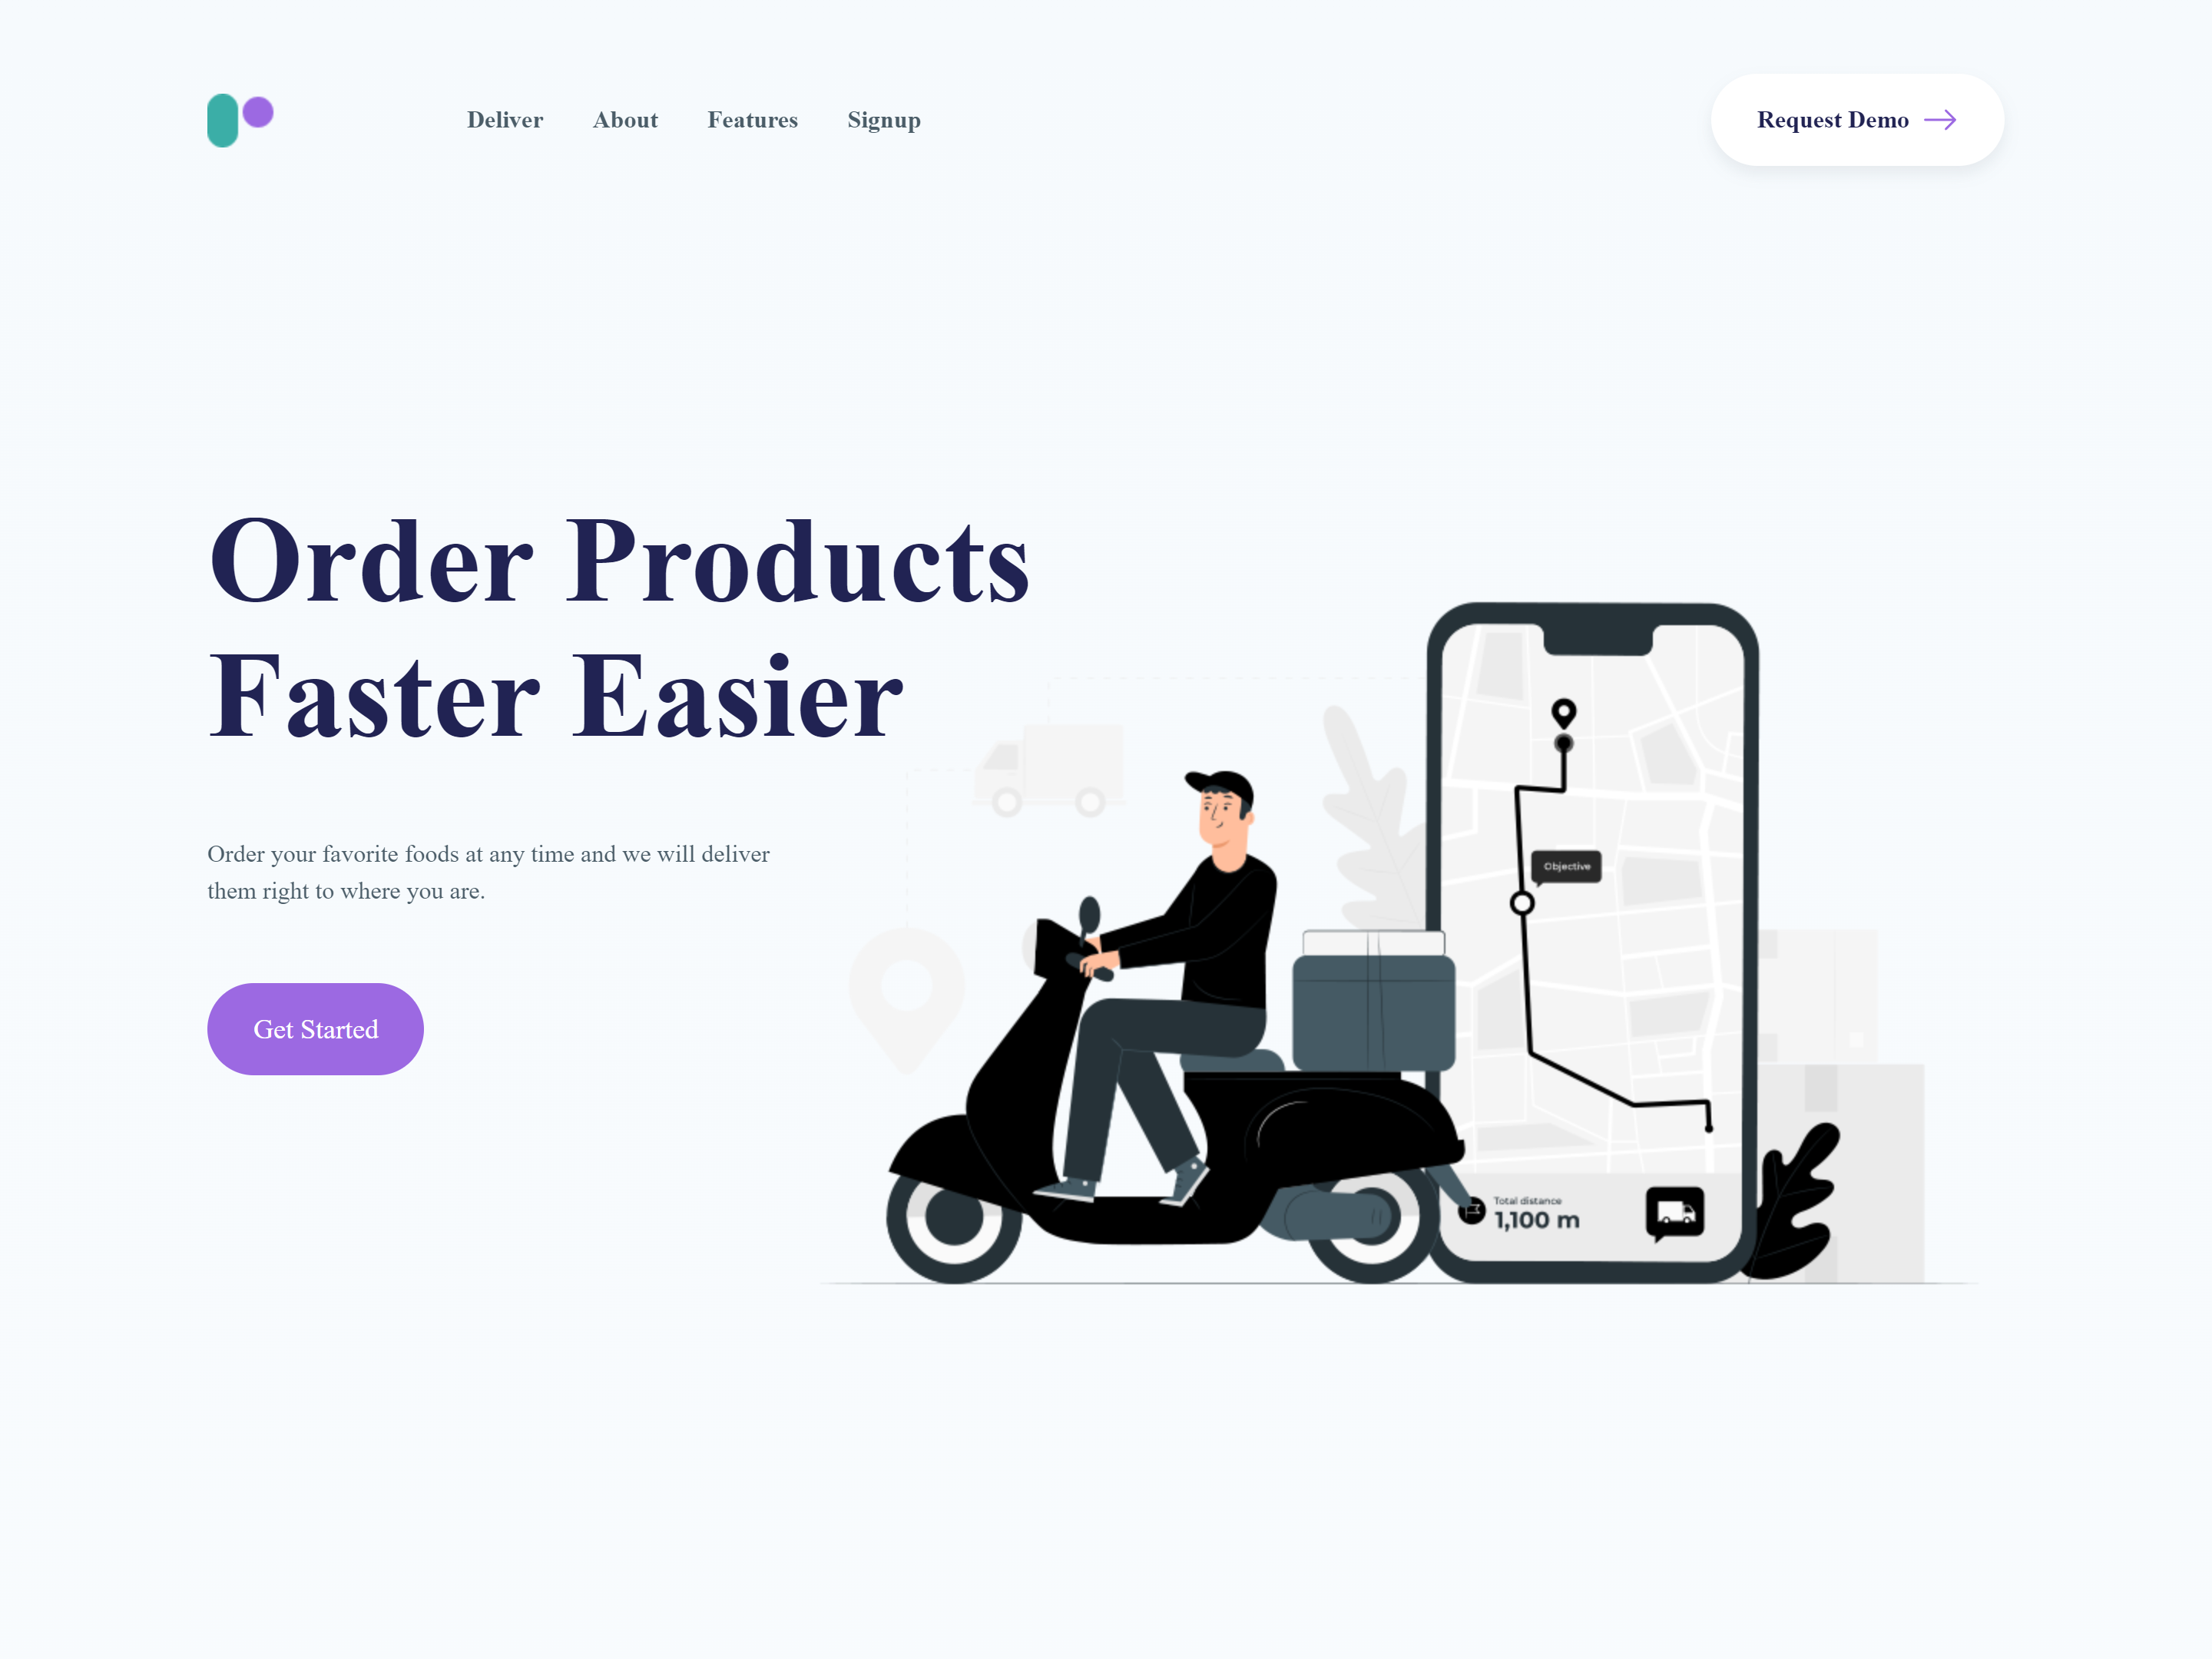 Deliver About Features Signup Request Demo
Order Products
Faster Easier
Order your favorite foods at any time and we will deliver
them right to where you are.
Get Started
Objective
Total distance
1,100 m